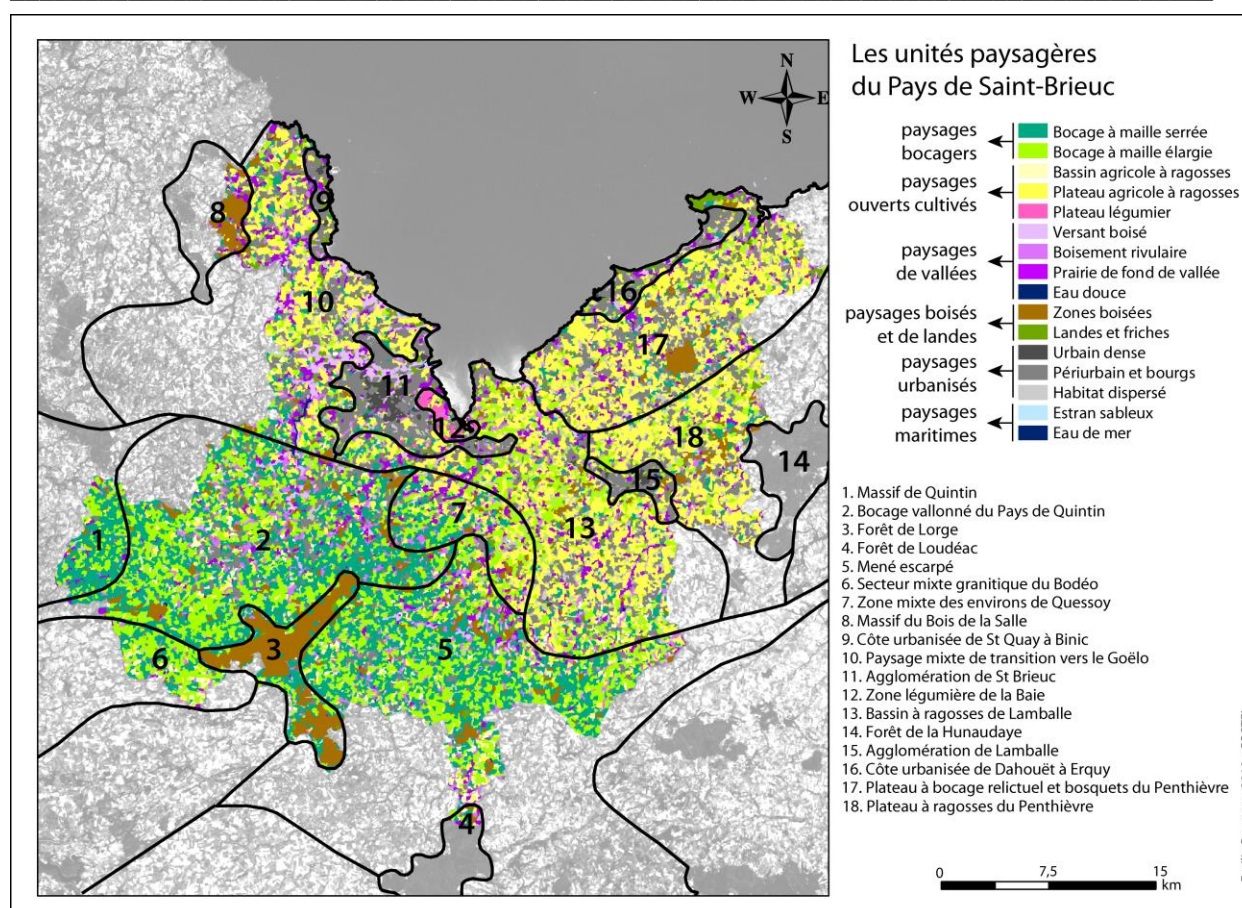 Les unités paysagères
du Pays de Saint-Brieuc
N
W E
S
paysages
bocagers
paysages
ouverts cultivés
paysages
de vallées
paysages boisés
et de landes
paysages
urbanisés
paysages
maritimes
Bocage à maille serrée
Bocage à maille élargie
Bassin agricole à ragosses
Plateau agricole à ragosses
Plateau légumier
Versant boisé
Boisement rivulaire
Prairie de fond de vallée
Eau douce
Zones boisées
Landes et friches
Urbain dense
Périurbain et bourgs
Habitat dispersé
Estran sableux
Eau de mer
1. Massif de Quintin
2. Bocage vallonné du Pays de Quintin
3. Forêt de Lorge
4. Forêt de Loudéac
5. Mené escarpé
6. Secteur mixte granitique du Bodéo
7. Zone mixte des environs de Quessoy
8. Massif du Bois de la Salle
9. Côte urbanisée de St Quay à Binic
10. Paysage mixte de transition vers le Goëlo
11. Agglomération de St Brieuc
12. Zone légumière de la Baie
13. Bassin à ragosses de Lamballe
14. Forêt de la Hunaudaye
15. Agglomération de Lamballe
16. Côte urbanisée de Dahouët à Erquy
17. Plateau à bocage relictuel et bosquets du Penthièvre
18. Plateau à ragosses du Penthièvre
0 7,5 15
km
8
9
10
16
17
11
12
18
14
15
1
2
7
13
3
5
6
4